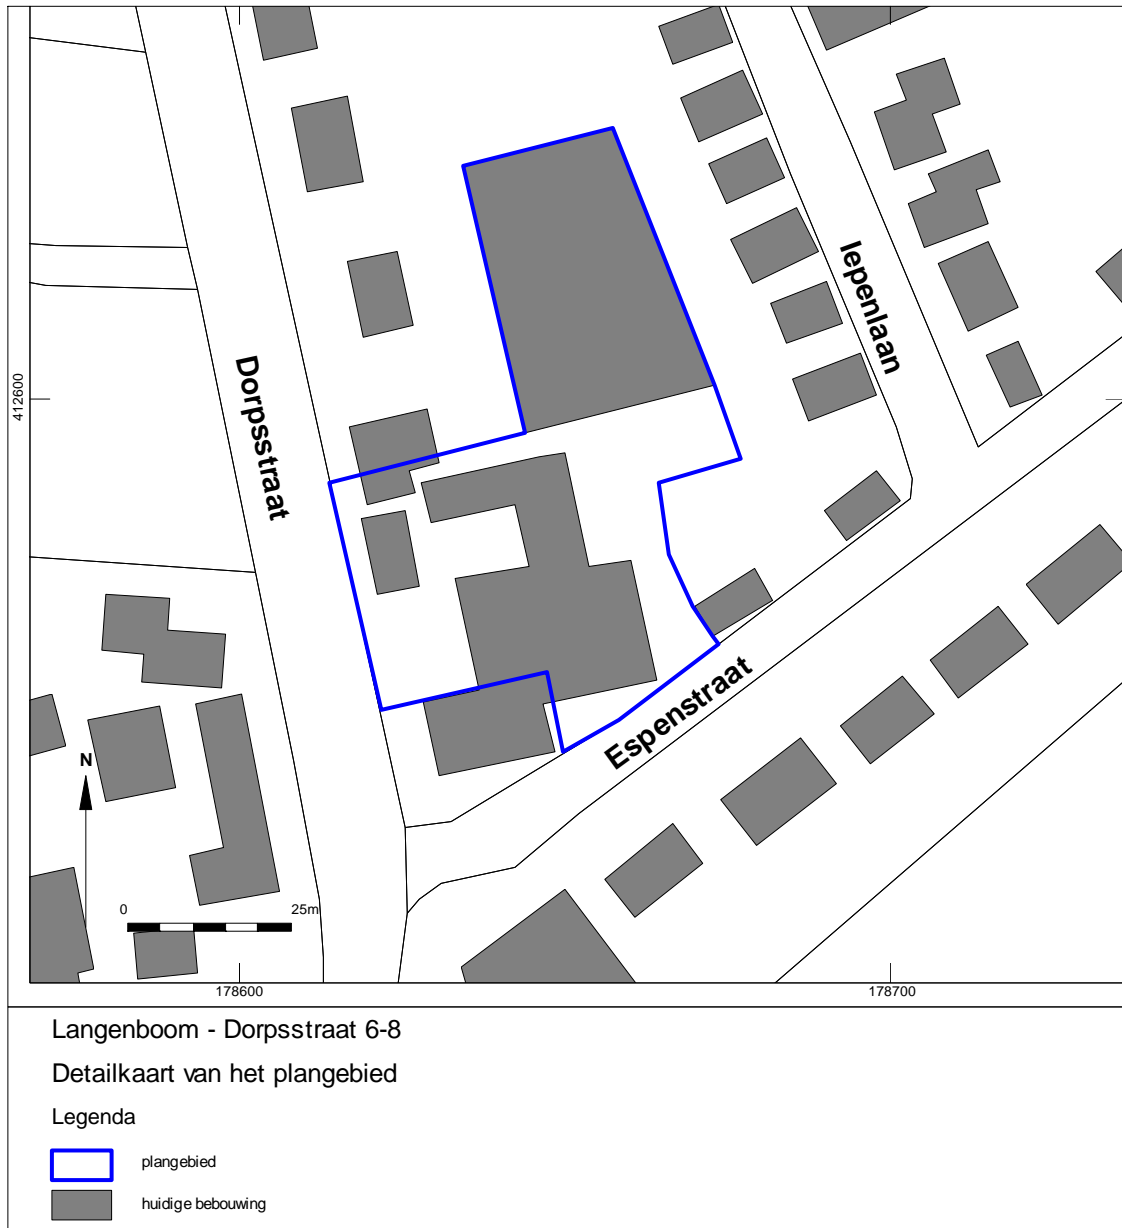 Iepenlaan
412600
Dorpsstraat
Espenstraat
N
0 25m
178600 178700
Langenboom - Dorpsstraat 6-8
Detailkaart van het plangebied
Legenda
plangebied
huidige bebouwing